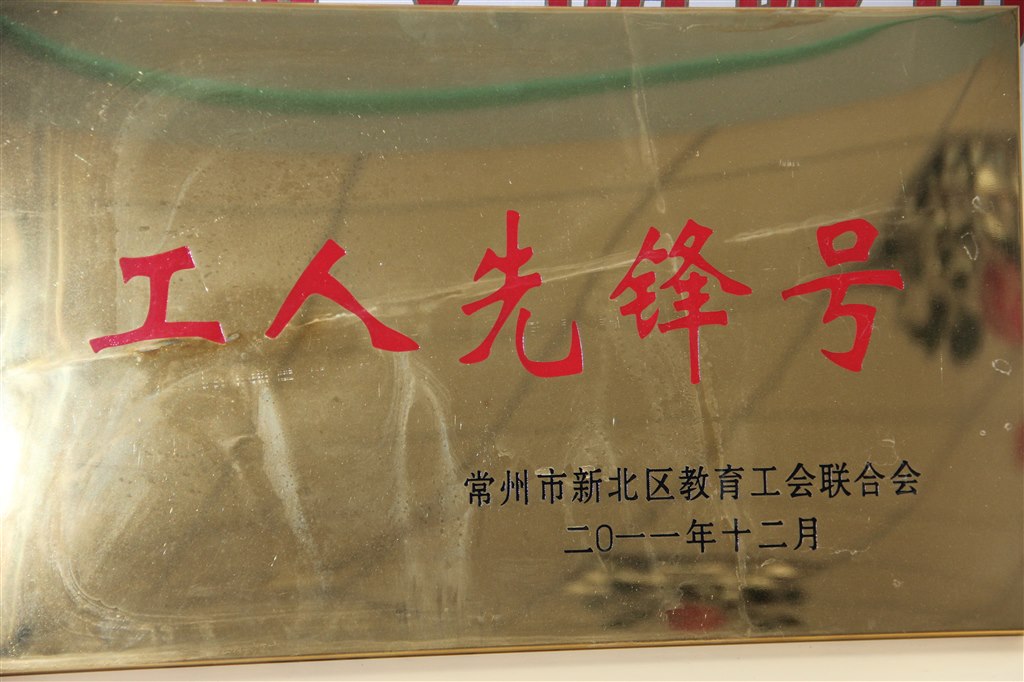 工人先锋号
常州市新北区教育工会联合会
二〇一一年十二月